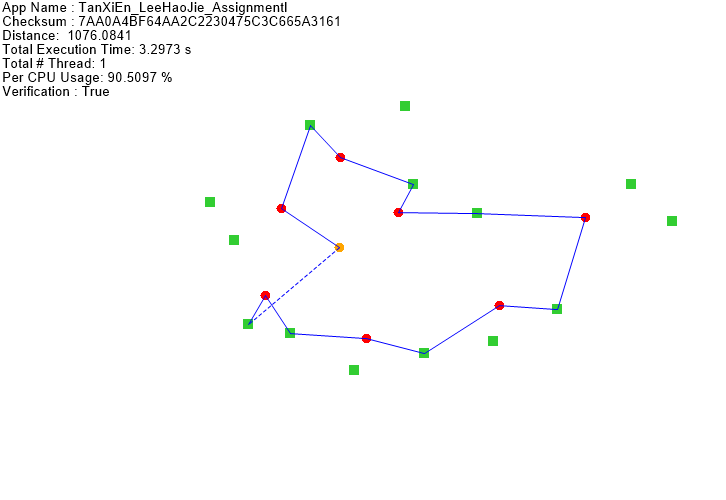 App Name : TanXiEn_LeeHaoJie_AssignmentI
Checksum : 7AA0A4BF64AA2C2230475C3C665A3161
Distance:  1076.0841
Total Execution Time: 3.2973 s
Total # Thread: 1
Per CPU Usage: 90.5097 %
Verification : True